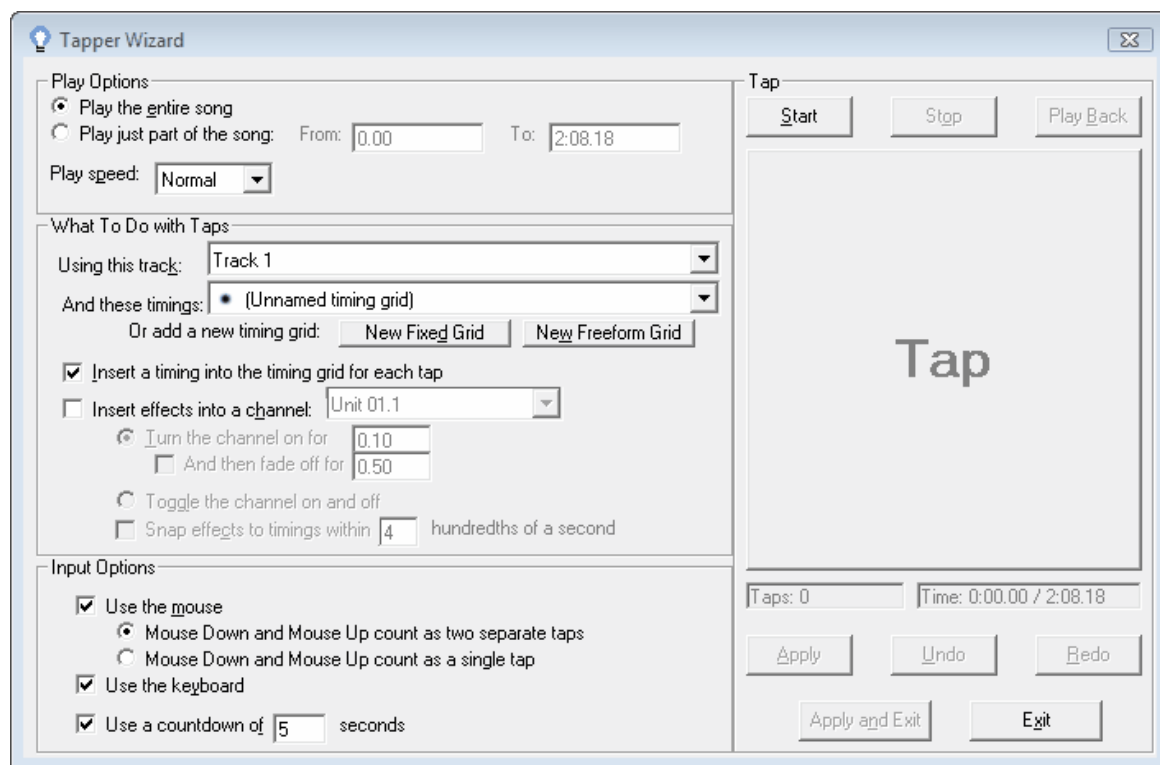 Tapper Wizard
Play Options
Play the entire song
Play just part of the song: From: 0.00 To: 2:08.18
Play speed: Normal
What To Do with Taps
Using this track: Track 1
And these timings: (Unnamed timing grid)
Or add a new timing grid: New Fixed Grid New Freeform Grid
Insert a timing into the timing grid for each tap
Insert effects into a channel: Unit 01.1
Turn the channel on for 0.10
And then fade off for 0.50
Toggle the channel on and off
Snap effects to timings within 4 hundredths of a second
Input Options
Use the mouse
Mouse Down and Mouse Up count as two separate taps
Mouse Down and Mouse Up count as a single tap
Use the keyboard
Use a countdown of 5 seconds
Tap
Start Stop Play Back
Tap
Taps: 0 Time: 0:00.00 / 2:08.18
Apply Undo Redo
Apply and Exit Exit